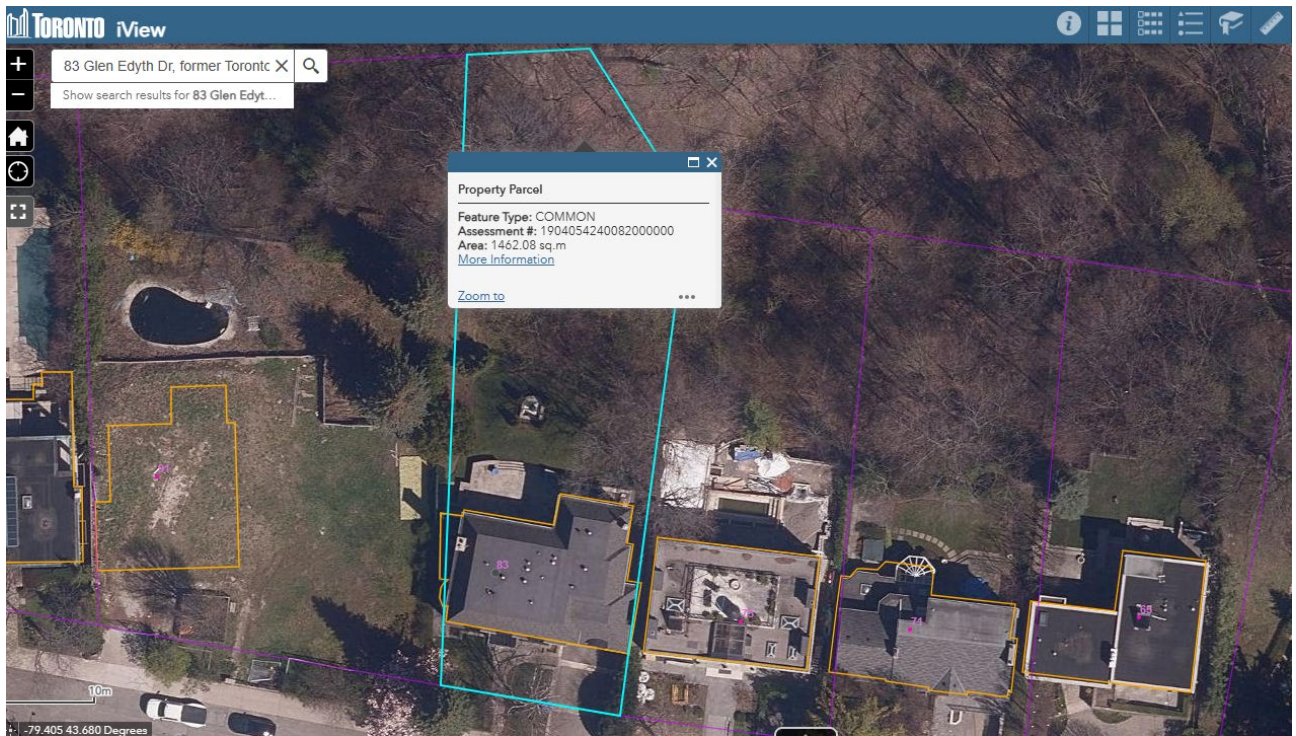 TORONTO iView
83 Glen Edyth Dr, former Toronto
Show search results for 83 Glen Edyt...
Property Parcel
Feature Type: COMMON
Assessment #: 1904054240082000000
Area: 1462.08 sq.m
More Information
Zoom to
83
74
10m
-79.405 43.680 Degrees